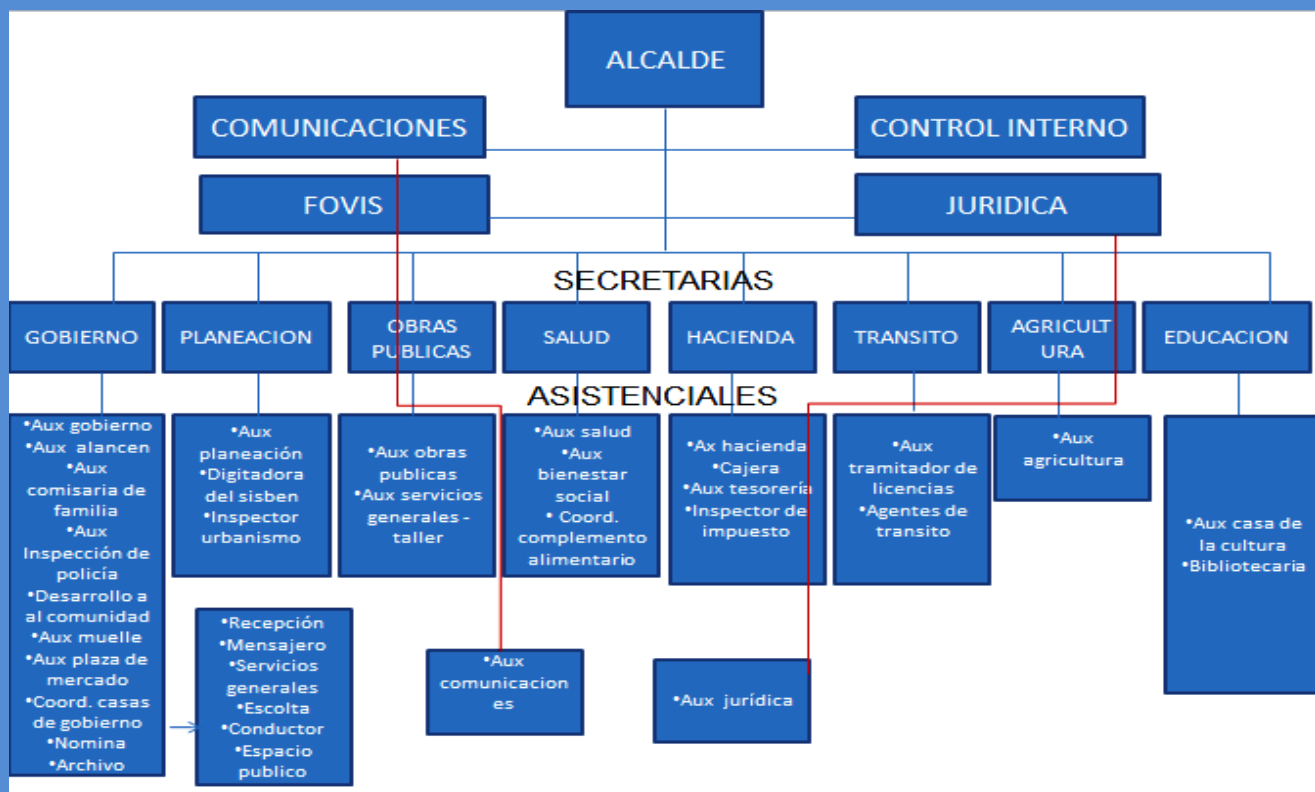 ALCALDE
COMUNICACIONES
CONTROL INTERNO
FOVIS
JURIDICA
SECRETARIAS
GOBIERNO
PLANEACION
OBRAS
PUBLICAS
SALUD
HACIENDA
TRANSITO
AGRICULT
URA
EDUCACION
ASISTENCIALES
•Aux gobierno
•Aux alancen
•Aux
comisaria de
familia
•Aux
Inspección de
policía
•Desarrollo a
al comunidad
•Aux muelle
•Aux plaza de
mercado
•Coord. casas
de gobierno
•Nomina
•Archivo
•Recepción
•Mensajero
•Servicios
generales
•Escolta
•Conductor
•Espacio
publico
•Aux
planeación
•Digitadora
del sisben
•Inspector
urbanismo
•Aux obras
publicas
•Aux servicios
generales -
taller
•Aux salud
•Aux
bienestar
social
•Coord.
complemento
alimentario
•Ax hacienda
•Cajera
•Aux tesorería
•Inspector de
impuesto
•Aux
tramitador de
licencias
•Agentes de
transito
•Aux
agricultura
•Aux casa de
la cultura
•Bibliotecaria
•Aux
comunicacion
es
•Aux jurídica